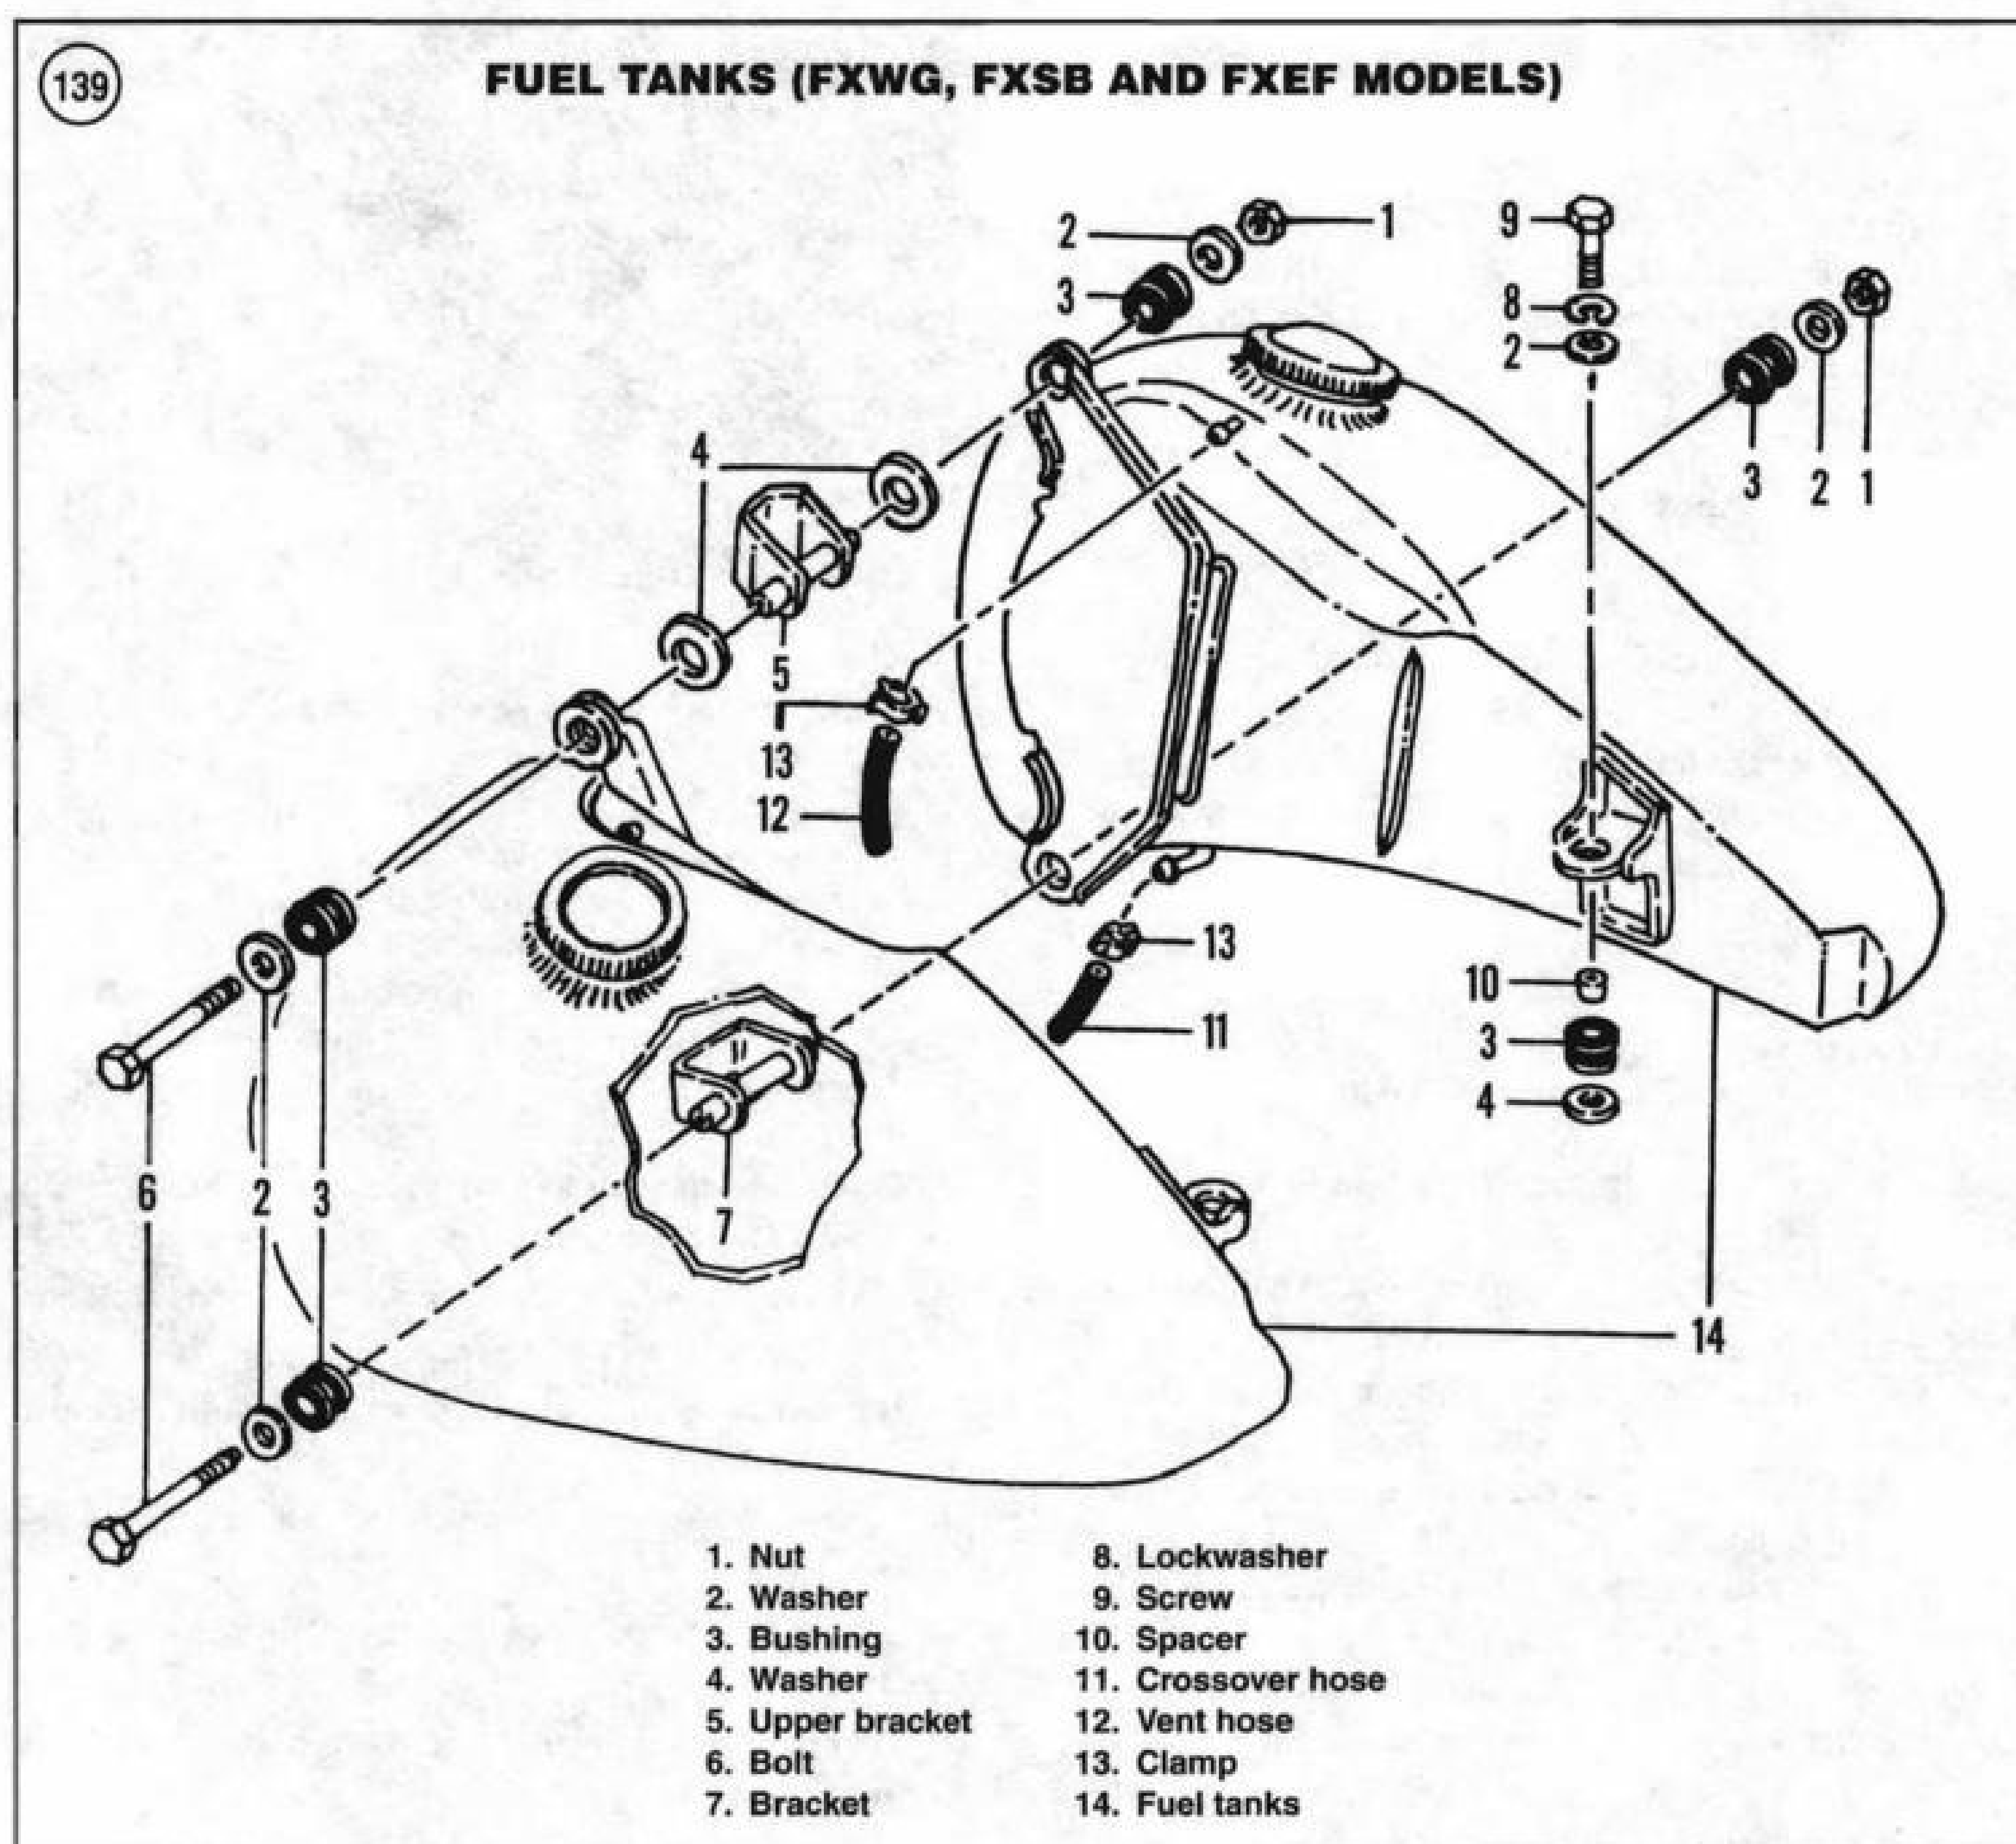 139
FUEL TANKS (FXWG, FXSB AND FXEF MODELS)
2
1
3
9
8
2
3
2
1
4
5
13
12
13
11
10
3
4
6
2
3
7
14
1. Nut
2. Washer
3. Bushing
4. Washer
5. Upper bracket
6. Bolt
7. Bracket
8. Lockwasher
9. Screw
10. Spacer
11. Crossover hose
12. Vent hose
13. Clamp
14. Fuel tanks